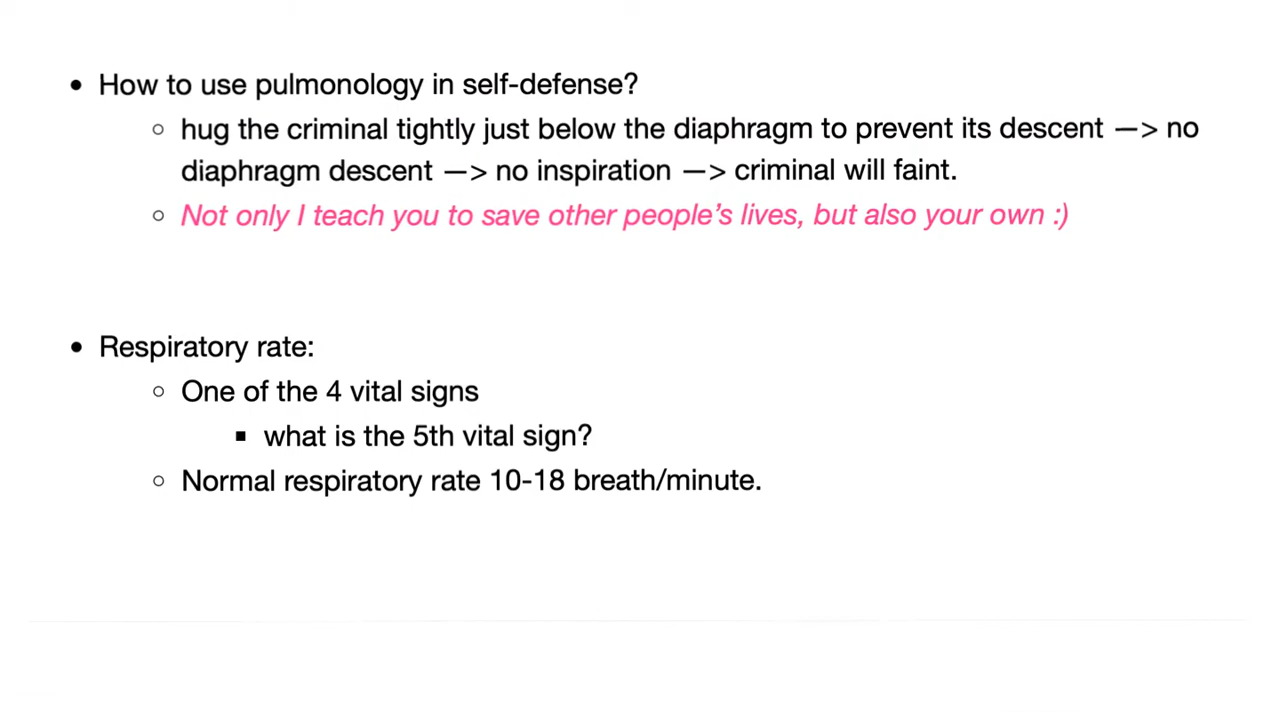 • How to use pulmonology in self-defense?
◦ hug the criminal tightly just below the diaphragm to prevent its descent —> no
diaphragm descent —> no inspiration —> criminal will faint.
◦ Not only I teach you to save other people’s lives, but also your own :)
• Respiratory rate:
◦ One of the 4 vital signs
▪ what is the 5th vital sign?
◦ Normal respiratory rate 10-18 breath/minute.